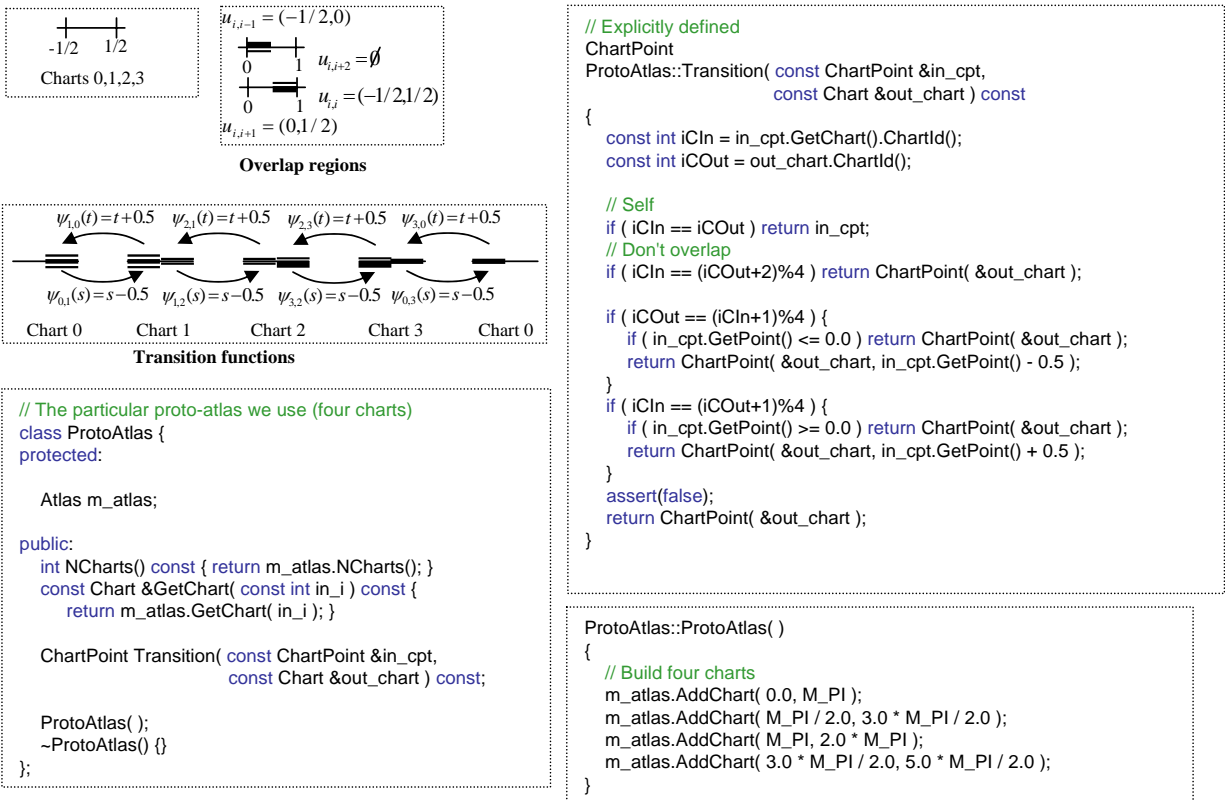 -1/2 1/2
Charts 0,1,2,3
u_{i,i−1} = (−1/2,0)
0 1 u_{i,i+2} = ∅
0 1 u_{i,i} = (−1/2,1/2)
u_{i,i+1} = (0,1/2)
Overlap regions
ψ_{1,0}(t)=t+0.5 ψ_{2,1}(t)=t+0.5 ψ_{2,3}(t)=t+0.5 ψ_{3,0}(t)=t+0.5
ψ_{0,1}(s)=s−0.5 ψ_{1,2}(s)=s−0.5 ψ_{3,2}(s)=s−0.5 ψ_{0,3}(s)=s−0.5
Chart 0 Chart 1 Chart 2 Chart 3 Chart 0
Transition functions
// The particular proto-atlas we use (four charts)
class ProtoAtlas {
protected:
Atlas m_atlas;
public:
int NCharts() const { return m_atlas.NCharts(); }
const Chart &GetChart( const int in_i ) const {
return m_atlas.GetChart( in_i ); }
ChartPoint Transition( const ChartPoint &in_cpt,
const Chart &out_chart ) const;
ProtoAtlas( );
~ProtoAtlas() {}
};
// Explicitly defined
ChartPoint
ProtoAtlas::Transition( const ChartPoint &in_cpt,
const Chart &out_chart ) const
{
const int iCIn = in_cpt.GetChart().ChartId();
const int iCOut = out_chart.ChartId();
// Self
if ( iCIn == iCOut ) return in_cpt;
// Don't overlap
if ( iCIn == (iCOut+2)%4 ) return ChartPoint( &out_chart );
if ( iCOut == (iCIn+1)%4 ) {
if ( in_cpt.GetPoint() <= 0.0 ) return ChartPoint( &out_chart );
return ChartPoint( &out_chart, in_cpt.GetPoint() - 0.5 );
}
if ( iCIn == (iCOut+1)%4 ) {
if ( in_cpt.GetPoint() >= 0.0 ) return ChartPoint( &out_chart );
return ChartPoint( &out_chart, in_cpt.GetPoint() + 0.5 );
}
assert(false);
return ChartPoint( &out_chart );
}
ProtoAtlas::ProtoAtlas( )
{
// Build four charts
m_atlas.AddChart( 0.0, M_PI );
m_atlas.AddChart( M_PI / 2.0, 3.0 * M_PI / 2.0 );
m_atlas.AddChart( M_PI, 2.0 * M_PI );
m_atlas.AddChart( 3.0 * M_PI / 2.0, 5.0 * M_PI / 2.0 );
}